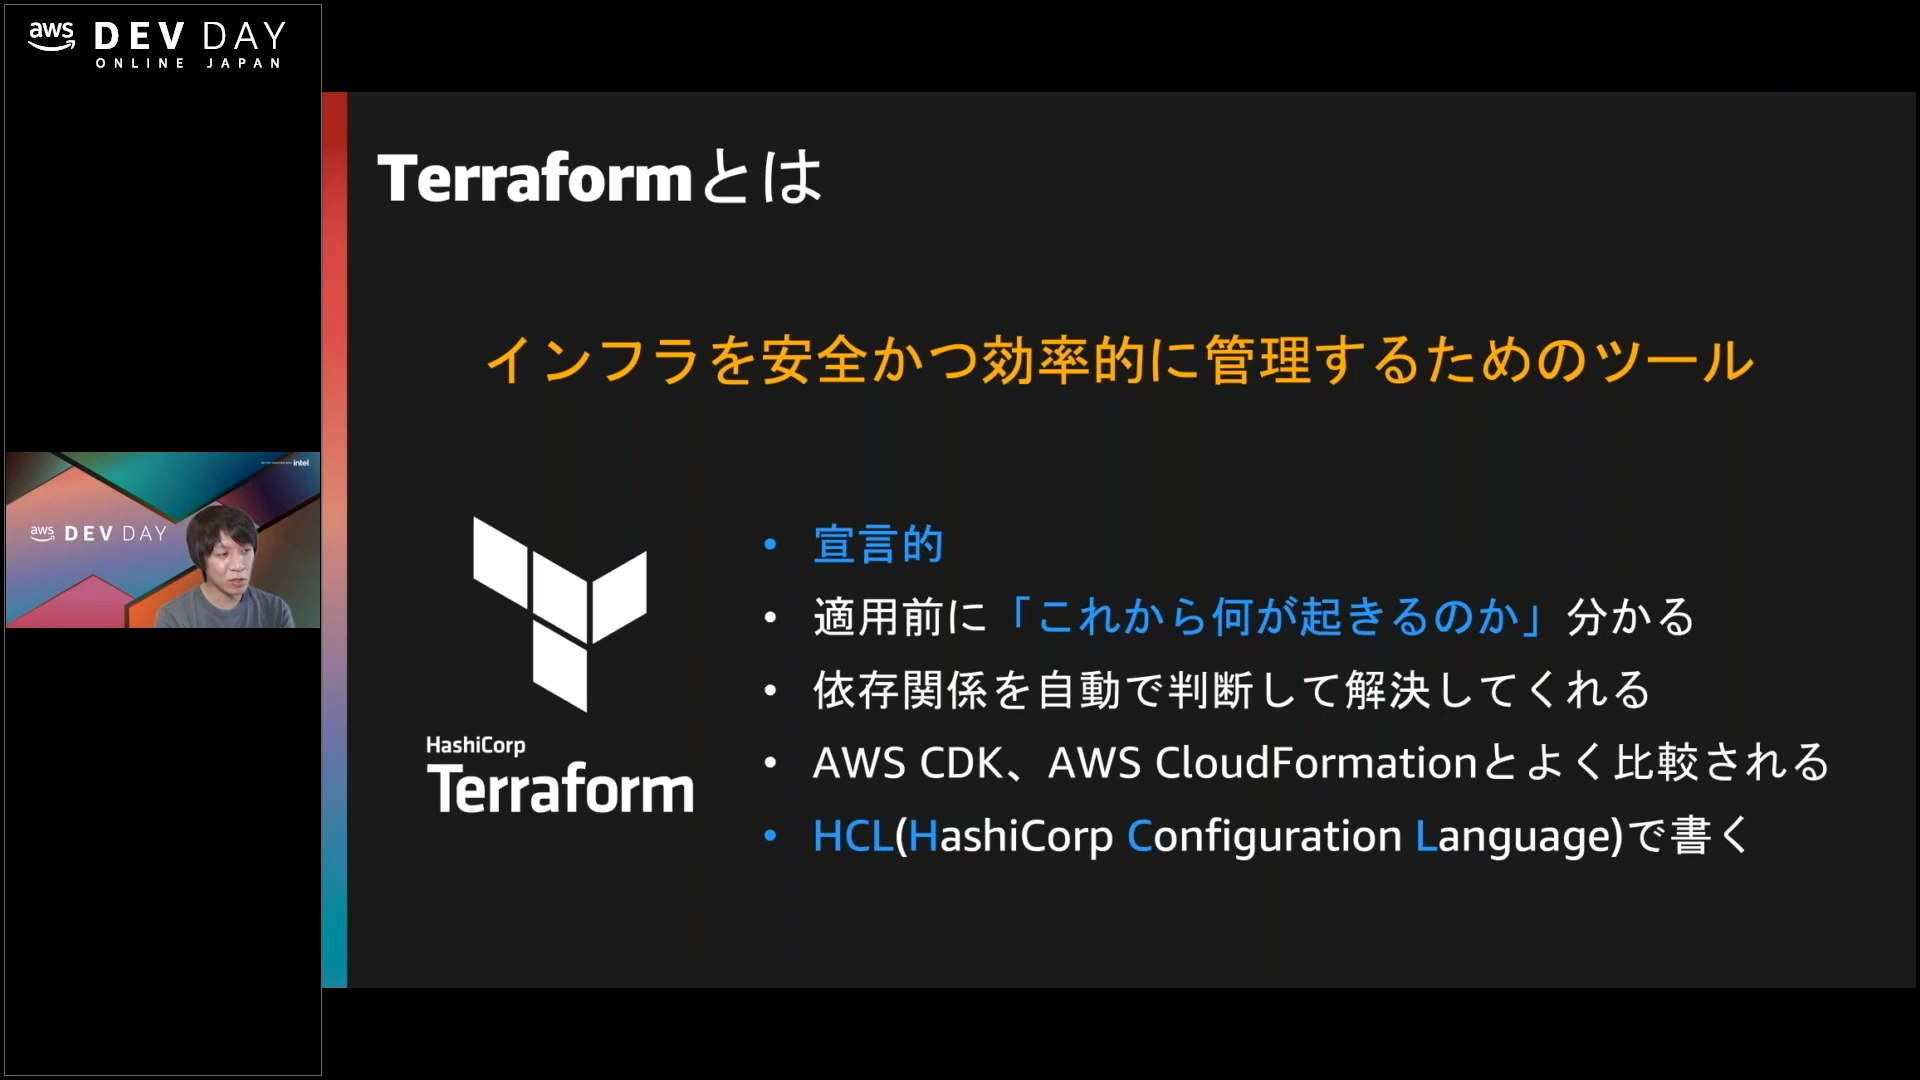 aws DEV DAY
ONLINE JAPAN
Terraformとは
インフラを安全かつ効率的に管理するためのツール
intel
aws DEV DAY
• 宣言的
• 適用前に「これから何が起きるのか」分かる
• 依存関係を自動で判断して解決してくれる
• AWS CDK、AWS CloudFormationとよく比較される
• HCL(HashiCorp Configuration Language)で書く
HashiCorp
Terraform